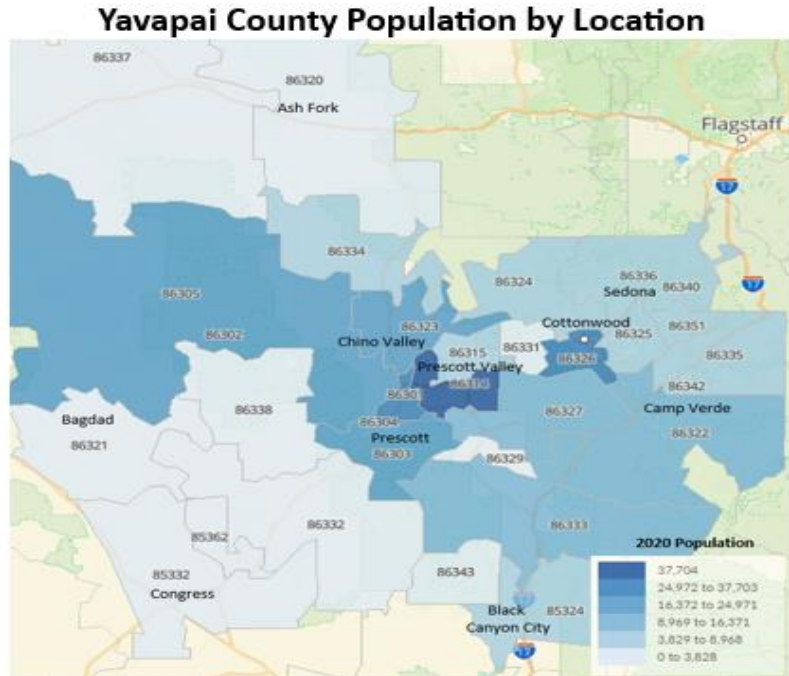 Yavapai County Population by Location
86337
86320
Ash Fork
Flagstaff
17
86334
86336
86324
Sedona
86340
17
86305
86302
86323
Cottonwood
86351
Chino Valley
86325
86331
86315
86335
86326
Prescott Valley
86314
86301
86342
86338
86327
Camp Verde
Bagdad
86304
86322
Prescott
86321
86303
86329
86332
86333
85362
2020 Population
85332
86343
37,704
Congress
24,972 to 37,703
16,372 to 24,971
Black
85324
8,969 to 16,371
Canyon City
3,829 to 8,968
17
0 to 3,828